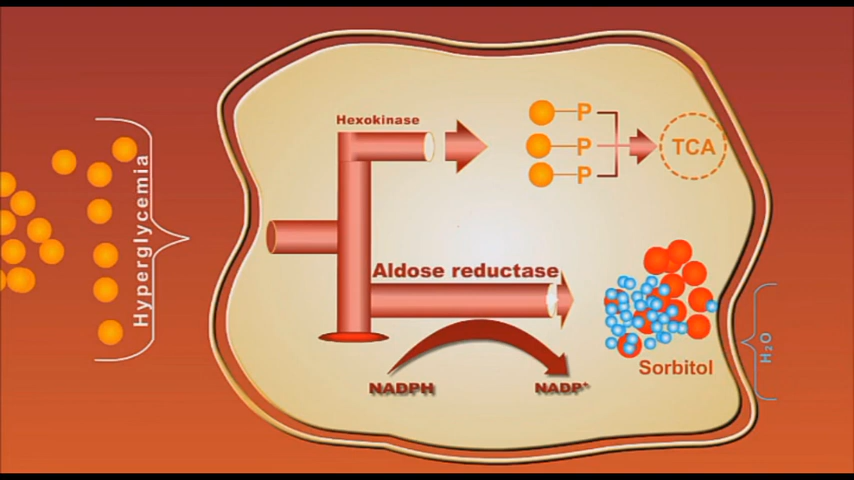 Hexokinase
P
P
P
TCA
Hyperglycemia
Aldose reductase
H₂O
Sorbitol
NADPH
NADP⁺